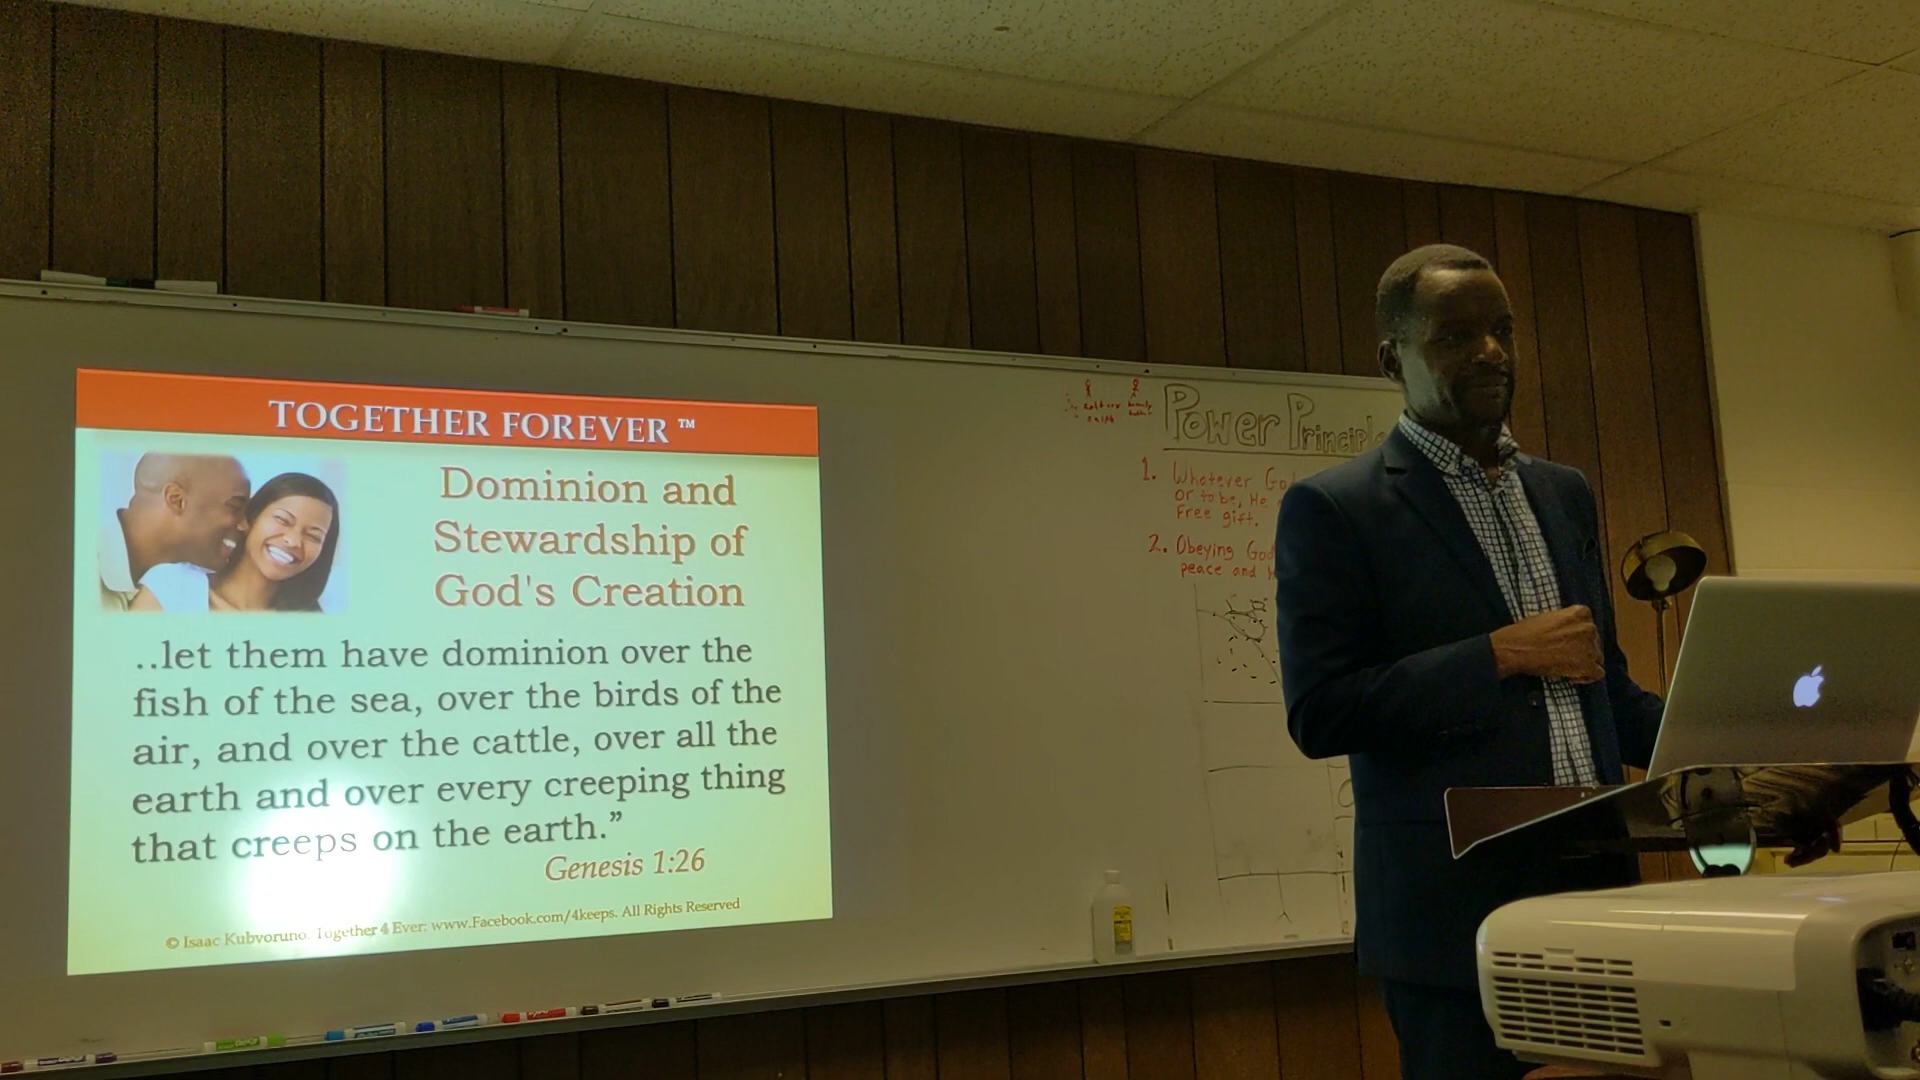 TOGETHER FOREVER ™
Dominion and
Stewardship of
God's Creation
..let them have dominion over the
fish of the sea, over the birds of the
air, and over the cattle, over all the
earth and over every creeping thing
that creeps on the earth.”
Genesis 1:26
© Isaac Kubvoruno. Together 4 Ever: www.Facebook.com/4keeps. All Rights Reserved
Power Principle
1. Whatever God
or to be, He
Free gift.
2. Obeying God
peace and